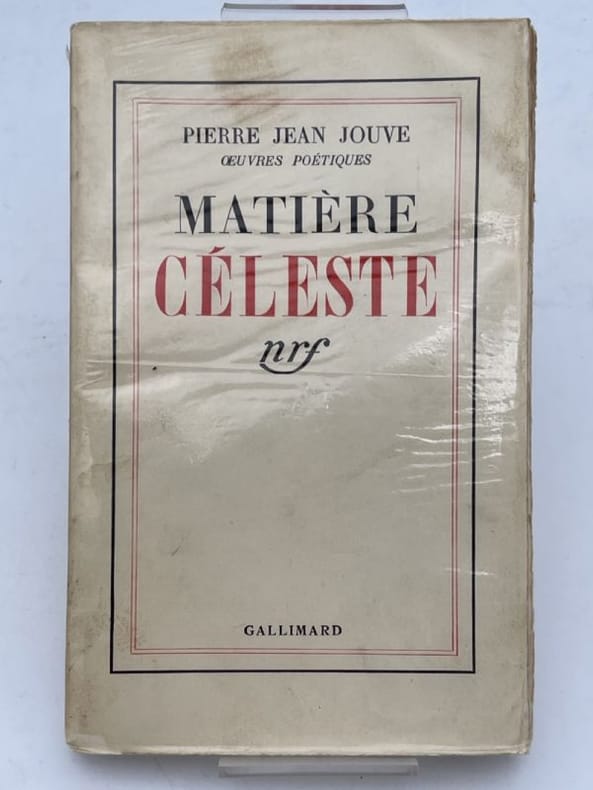 PIERRE JEAN JOUVE
ŒUVRES POÉTIQUES
MATIÈRE
CÉLESTE
nrf
GALLIMARD